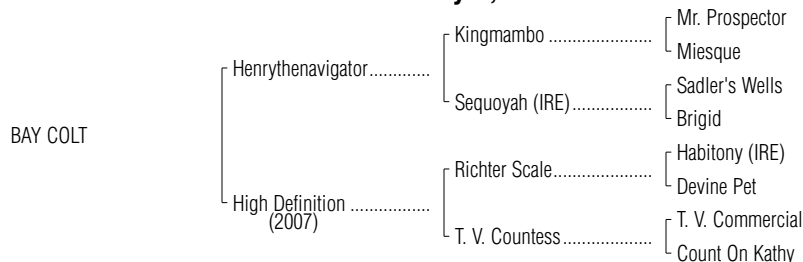 Mr. Prospector
Kingmambo ......................
Miesque
Henrythenavigator.............
Sadler's Wells
Sequoyah (IRE).................
Brigid
BAY COLT
Habitony (IRE)
Richter Scale.....................
Devine Pet
High Definition .................
(2007)
T. V. Commercial
T. V. Countess...................
Count On Kathy